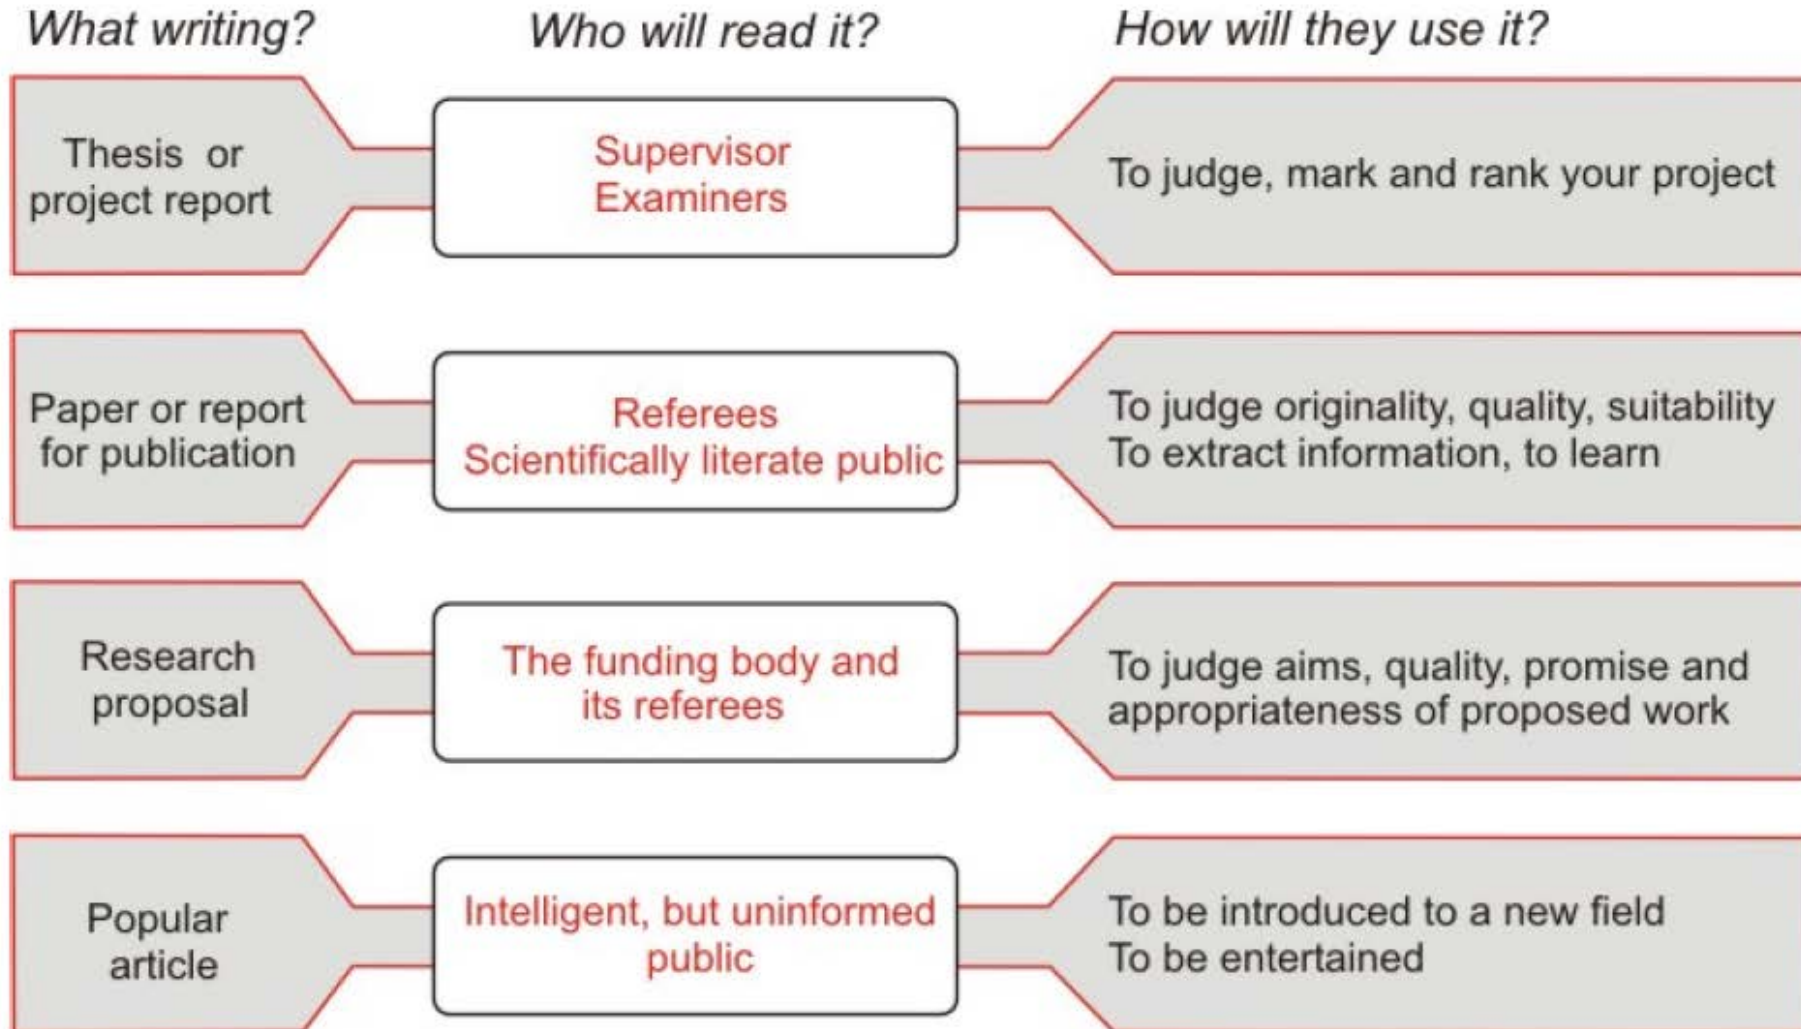 What writing?
Who will read it?
How will they use it?
Thesis or
project report
Supervisor
Examiners
To judge, mark and rank your project
Paper or report
for publication
Referees
Scientifically literate public
To judge originality, quality, suitability
To extract information, to learn
Research
proposal
The funding body and
its referees
To judge aims, quality, promise and
appropriateness of proposed work
Popular
article
Intelligent, but uninformed
public
To be introduced to a new field
To be entertained